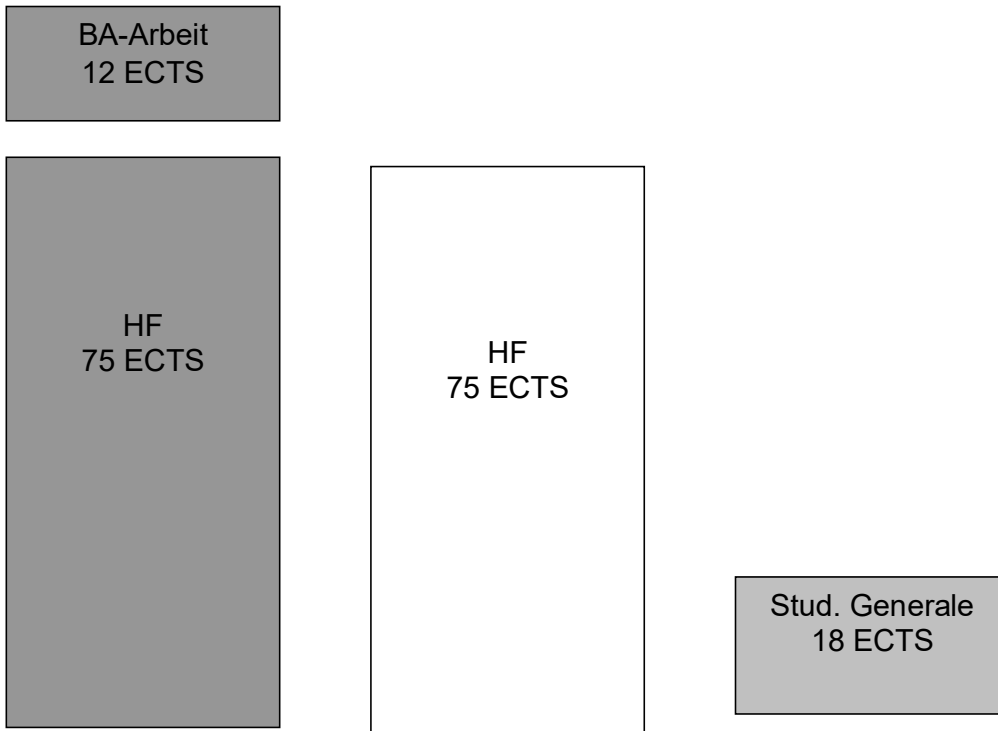 BA-Arbeit
12 ECTS
HF
75 ECTS
HF
75 ECTS
Stud. Generale
18 ECTS